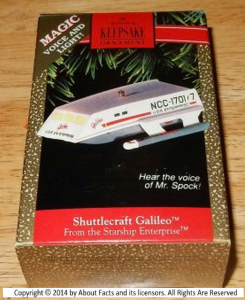 HALLMARK
KEEPSAKE
ORNAMENT
MAGIC
VOICE AND
LIGHT
NCC-1701/7
U.S.S. ENTERPRISE
Galileo
Hear the voice
of Mr. Spock!
Shuttlecraft Galileo™
From the Starship Enterprise™
Copyright © 2014 by About Facts and its licensors. All Rights Are Reserved